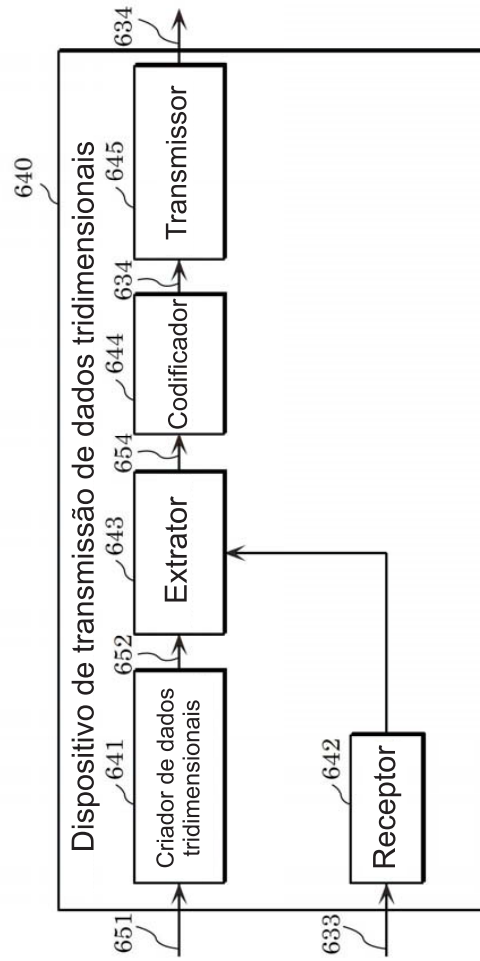 640
Dispositivo de transmissão de dados tridimensionais
651
641
Criador de dados
tridimensionais
652
643
Extrator
654
644
Codificador
634
645
Transmissor
634
633
642
Receptor